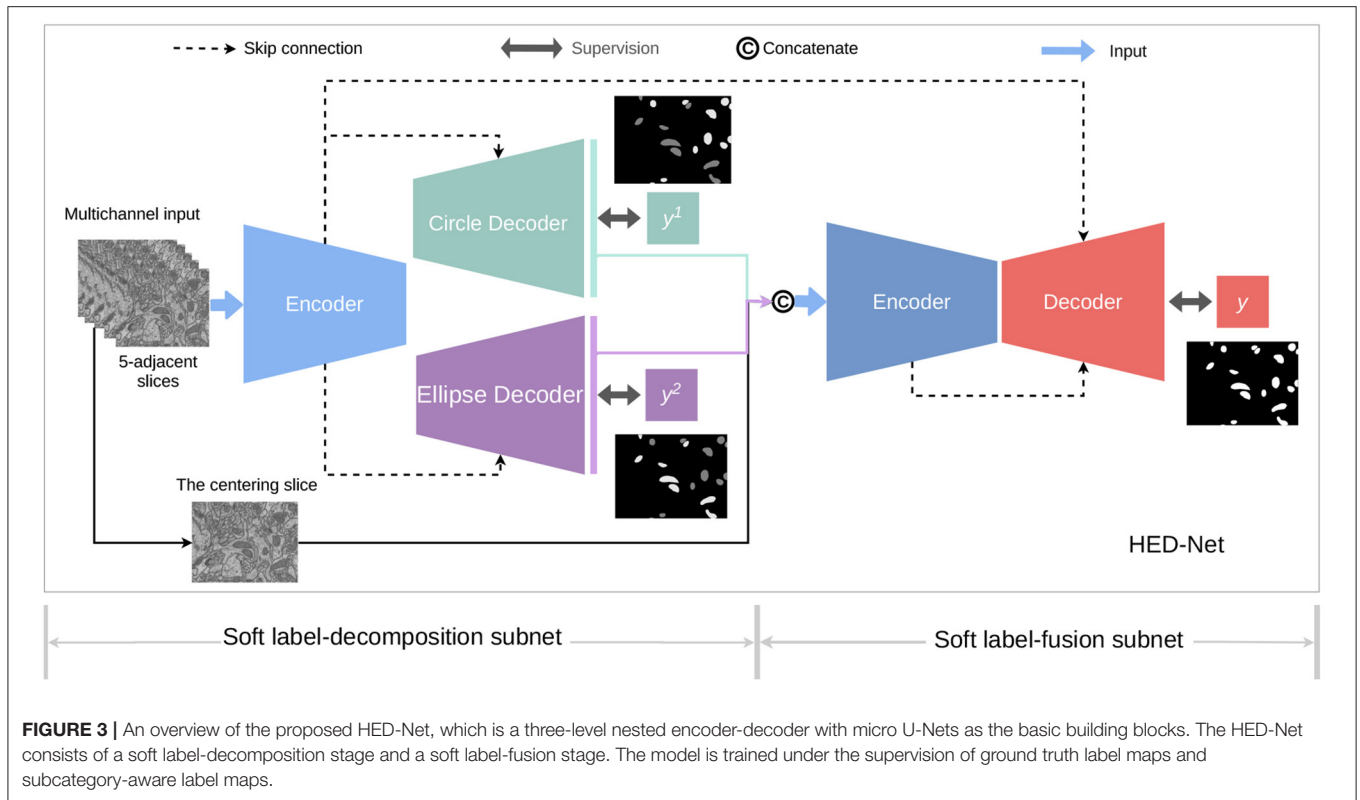 Skip connection
Supervision
© Concatenate
Input
Multichannel input
5-adjacent
slices
Encoder
Circle Decoder
y¹
Ellipse Decoder
y²
The centering slice
©
Encoder
Decoder
y
HED-Net
Soft label-decomposition subnet
Soft label-fusion subnet
FIGURE 3 | An overview of the proposed HED-Net, which is a three-level nested encoder-decoder with micro U-Nets as the basic building blocks. The HED-Net
consists of a soft label-decomposition stage and a soft label-fusion stage. The model is trained under the supervision of ground truth label maps and
subcategory-aware label maps.